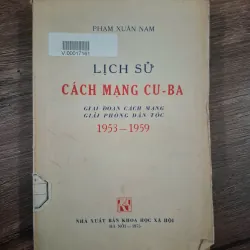 PHẠM XUÂN NAM
V-D0017161
LỊCH SỬ
CÁCH MẠNG CU-BA
GIAI ĐOẠN CÁCH MẠNG
GIẢI PHÓNG DÂN TỘC
1953 — 1959
NHÀ XUẤT BẢN KHOA HỌC XÃ HỘI